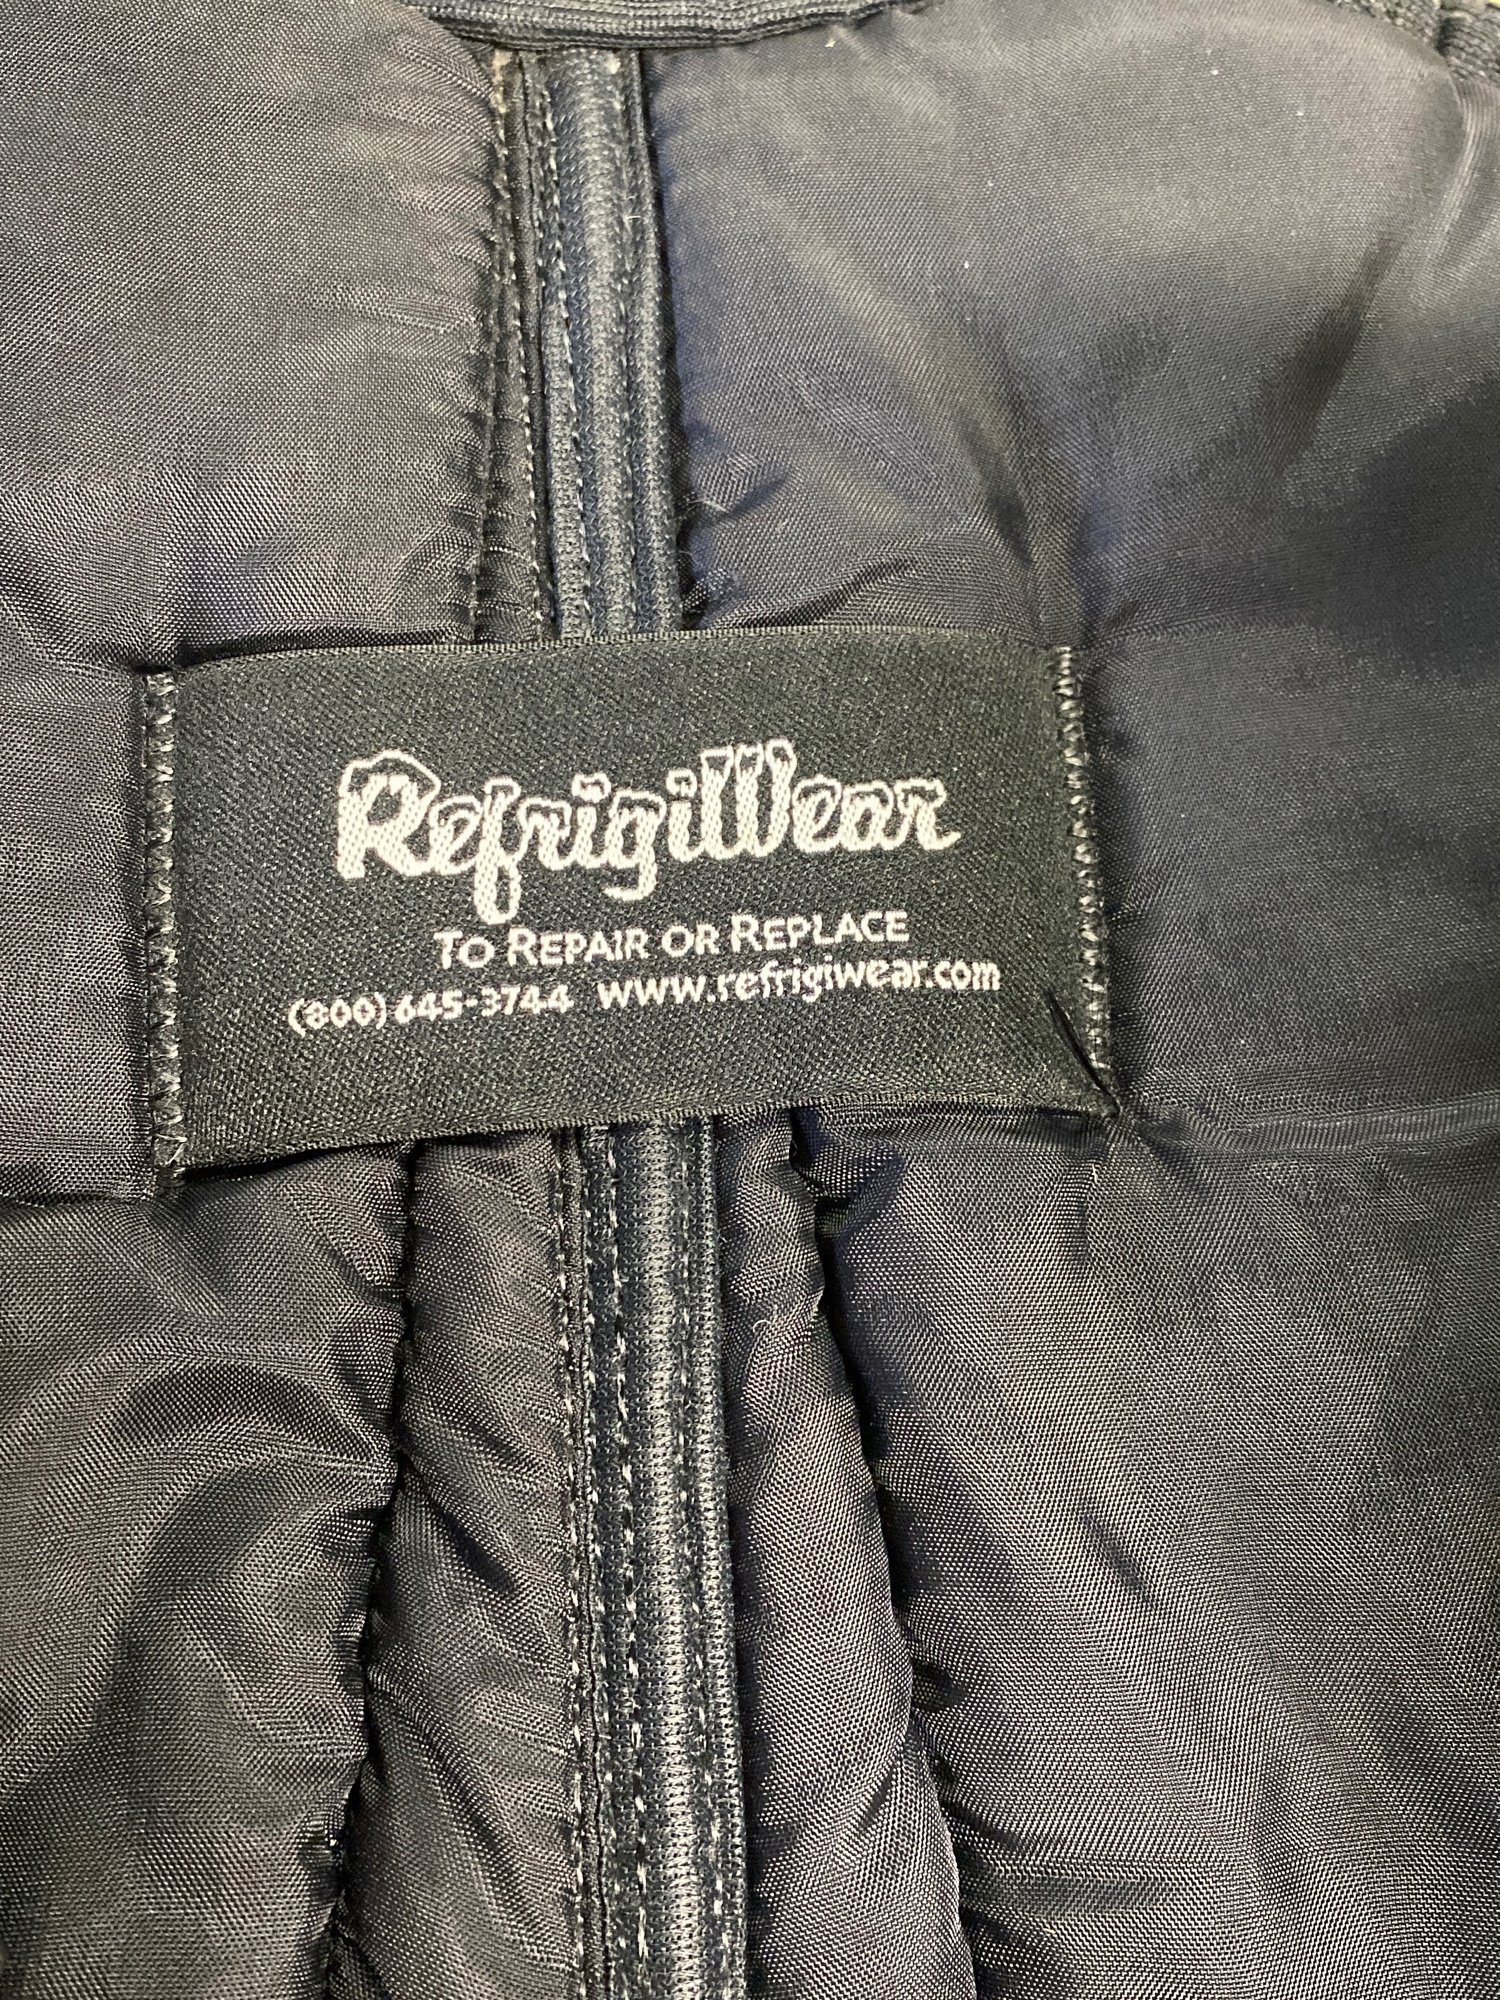 RefrigiWear
TO REPAIR OR REPLACE
(800) 645-3744 www.refrigiwear.com